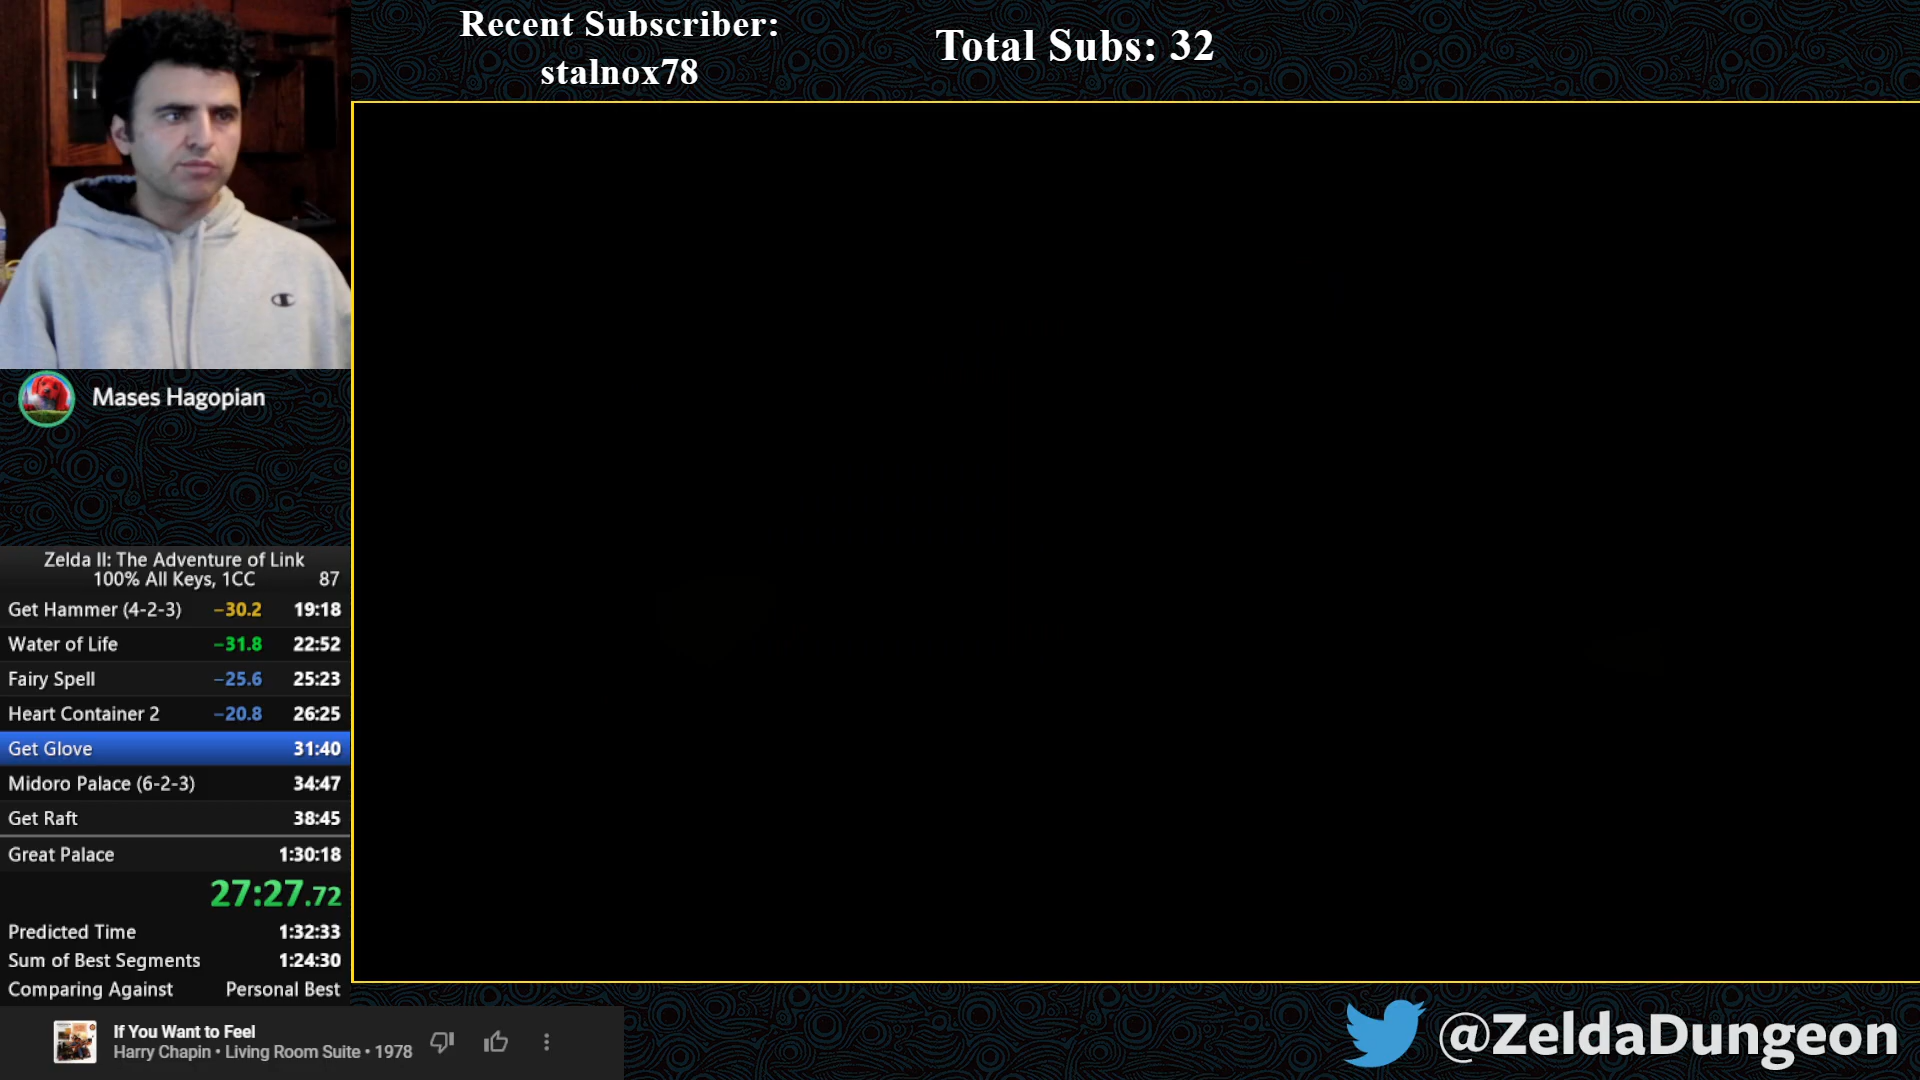 Recent Subscriber:
stalnox78
Total Subs: 32
Mases Hagopian
Zelda II: The Adventure of Link
100% All Keys, 1CC 87
Get Hammer (4-2-3) −30.2 19:18
Water of Life −31.8 22:52
Fairy Spell −25.6 25:23
Heart Container 2 −20.8 26:25
Get Glove 31:40
Midoro Palace (6-2-3) 34:47
Get Raft 38:45
Great Palace 1:30:18
27:27.72
Predicted Time 1:32:33
Sum of Best Segments 1:24:30
Comparing Against Personal Best
If You Want to Feel
Harry Chapin • Living Room Suite • 1978
@ZeldaDungeon